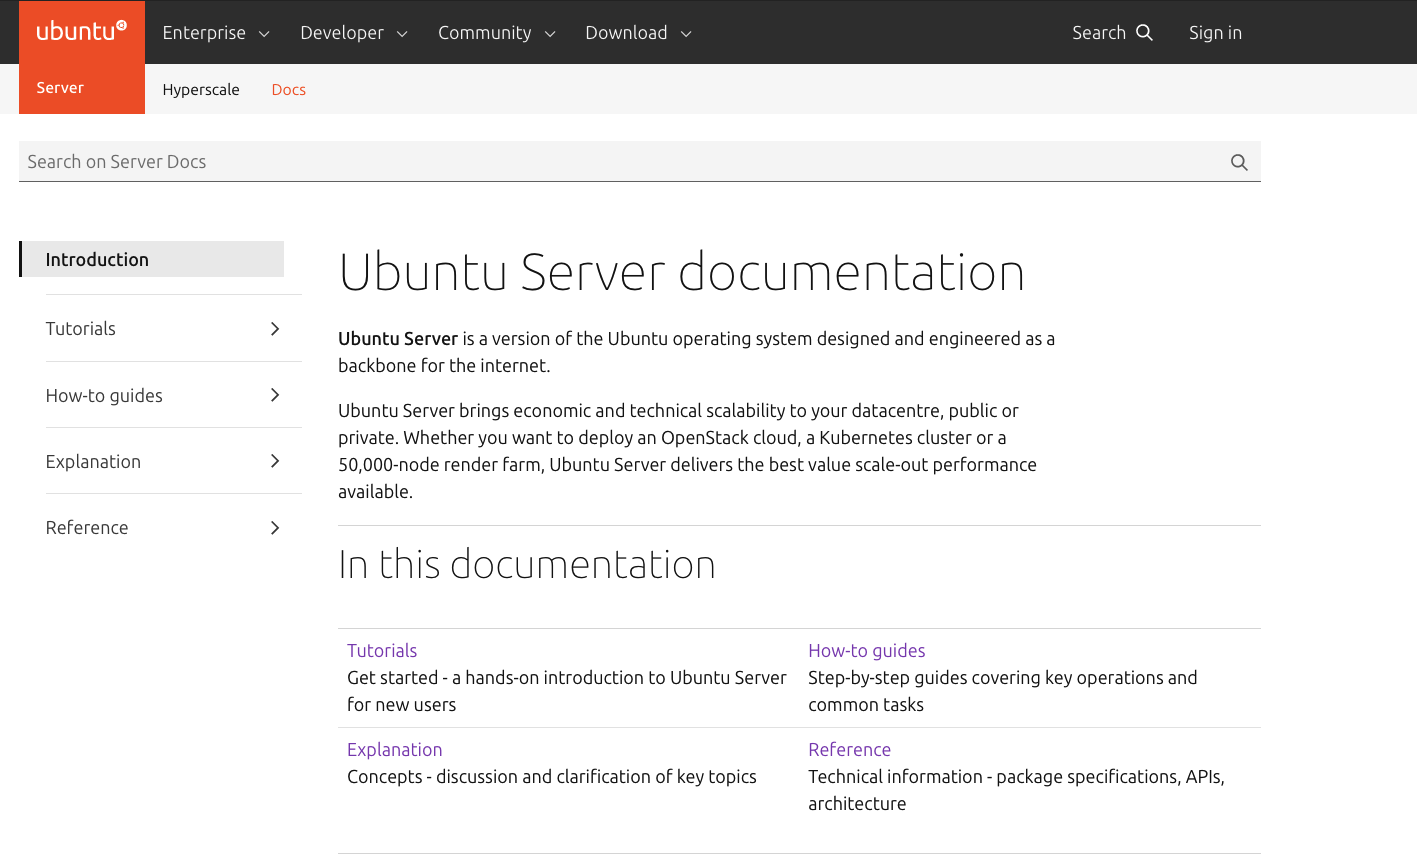 ubuntu
Enterprise
Developer
Community
Download
Search
Sign in
Server
Hyperscale
Docs
Search on Server Docs
Introduction
Tutorials
How-to guides
Explanation
Reference
Ubuntu Server documentation
Ubuntu Server is a version of the Ubuntu operating system designed and engineered as a
backbone for the internet.
Ubuntu Server brings economic and technical scalability to your datacentre, public or
private. Whether you want to deploy an OpenStack cloud, a Kubernetes cluster or a
50,000-node render farm, Ubuntu Server delivers the best value scale-out performance
available.
In this documentation
Tutorials
Get started - a hands-on introduction to Ubuntu Server
for new users
How-to guides
Step-by-step guides covering key operations and
common tasks
Explanation
Concepts - discussion and clarification of key topics
Reference
Technical information - package specifications, APIs,
architecture